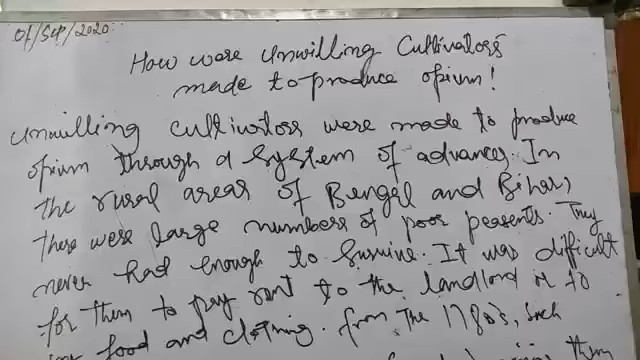 01/Sep/2020
How were unwilling Cultivators
made to produce opium!
Unwilling cultivators were made to produce
opium through a system of advances. In
the rural areas of Bengal and Bihar,
there were large numbers of poor peasents. They
never had enough to survive. It was difficult
for them to pay rent to the landlord or to
food and clothing. from the 1780's, such
them